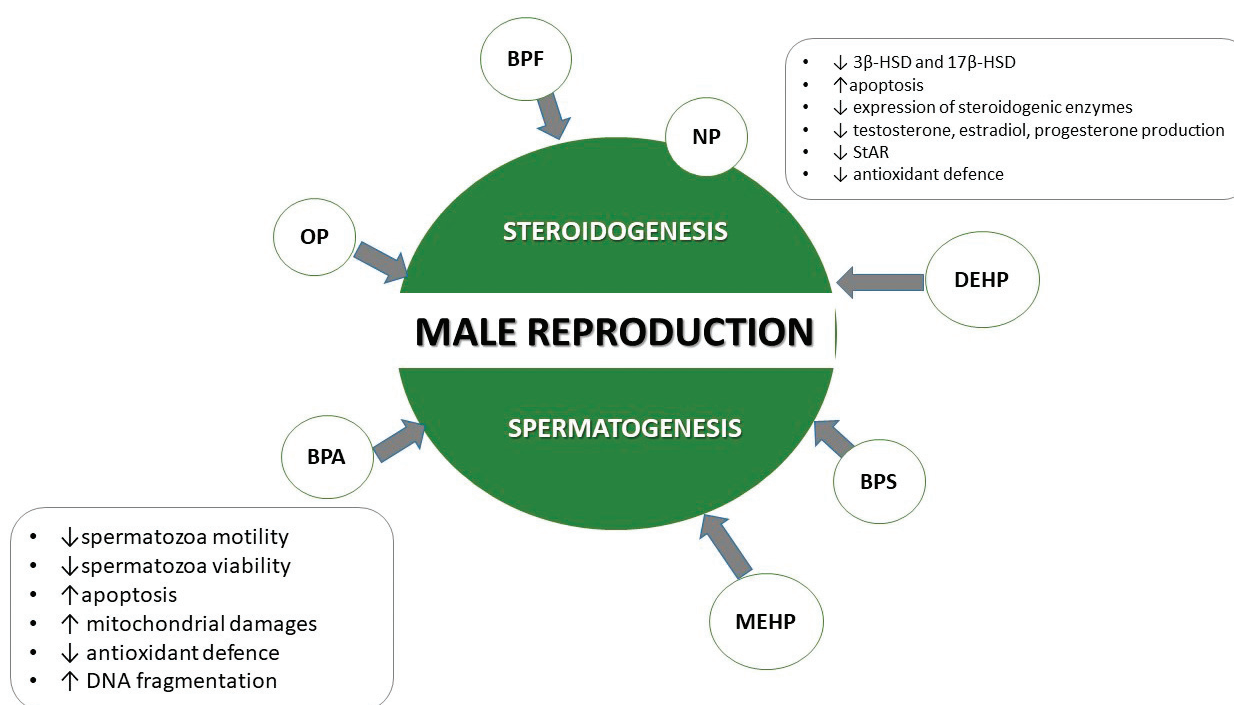 BPF
• ↓ 3β-HSD and 17β-HSD
• ↑apoptosis
• ↓ expression of steroidogenic enzymes
• ↓ testosterone, estradiol, progesterone production
• ↓ StAR
• ↓ antioxidant defence
NP
OP
STEROIDOGENESIS
DEHP
MALE REPRODUCTION
SPERMATOGENESIS
BPA
BPS
• ↓spermatozoa motility
• ↓spermatozoa viability
• ↑apoptosis
• ↑ mitochondrial damages
• ↓ antioxidant defence
• ↑ DNA fragmentation
MEHP